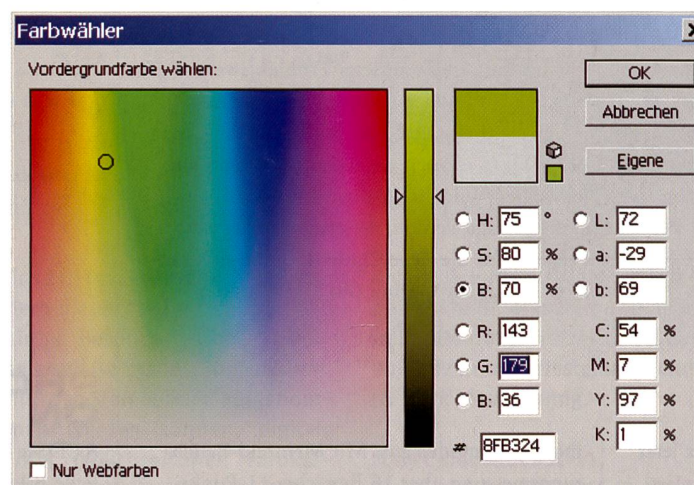 Farbwähler
Vordergrundfarbe wählen:
OK
Abbrechen
Eigene
H: 75 °
S: 80 %
B: 70 %
R: 143
G: 179
B: 36
# 8FB324
L: 72
a: -29
b: 69
C: 54 %
M: 7 %
Y: 97 %
K: 1 %
Nur Webfarben